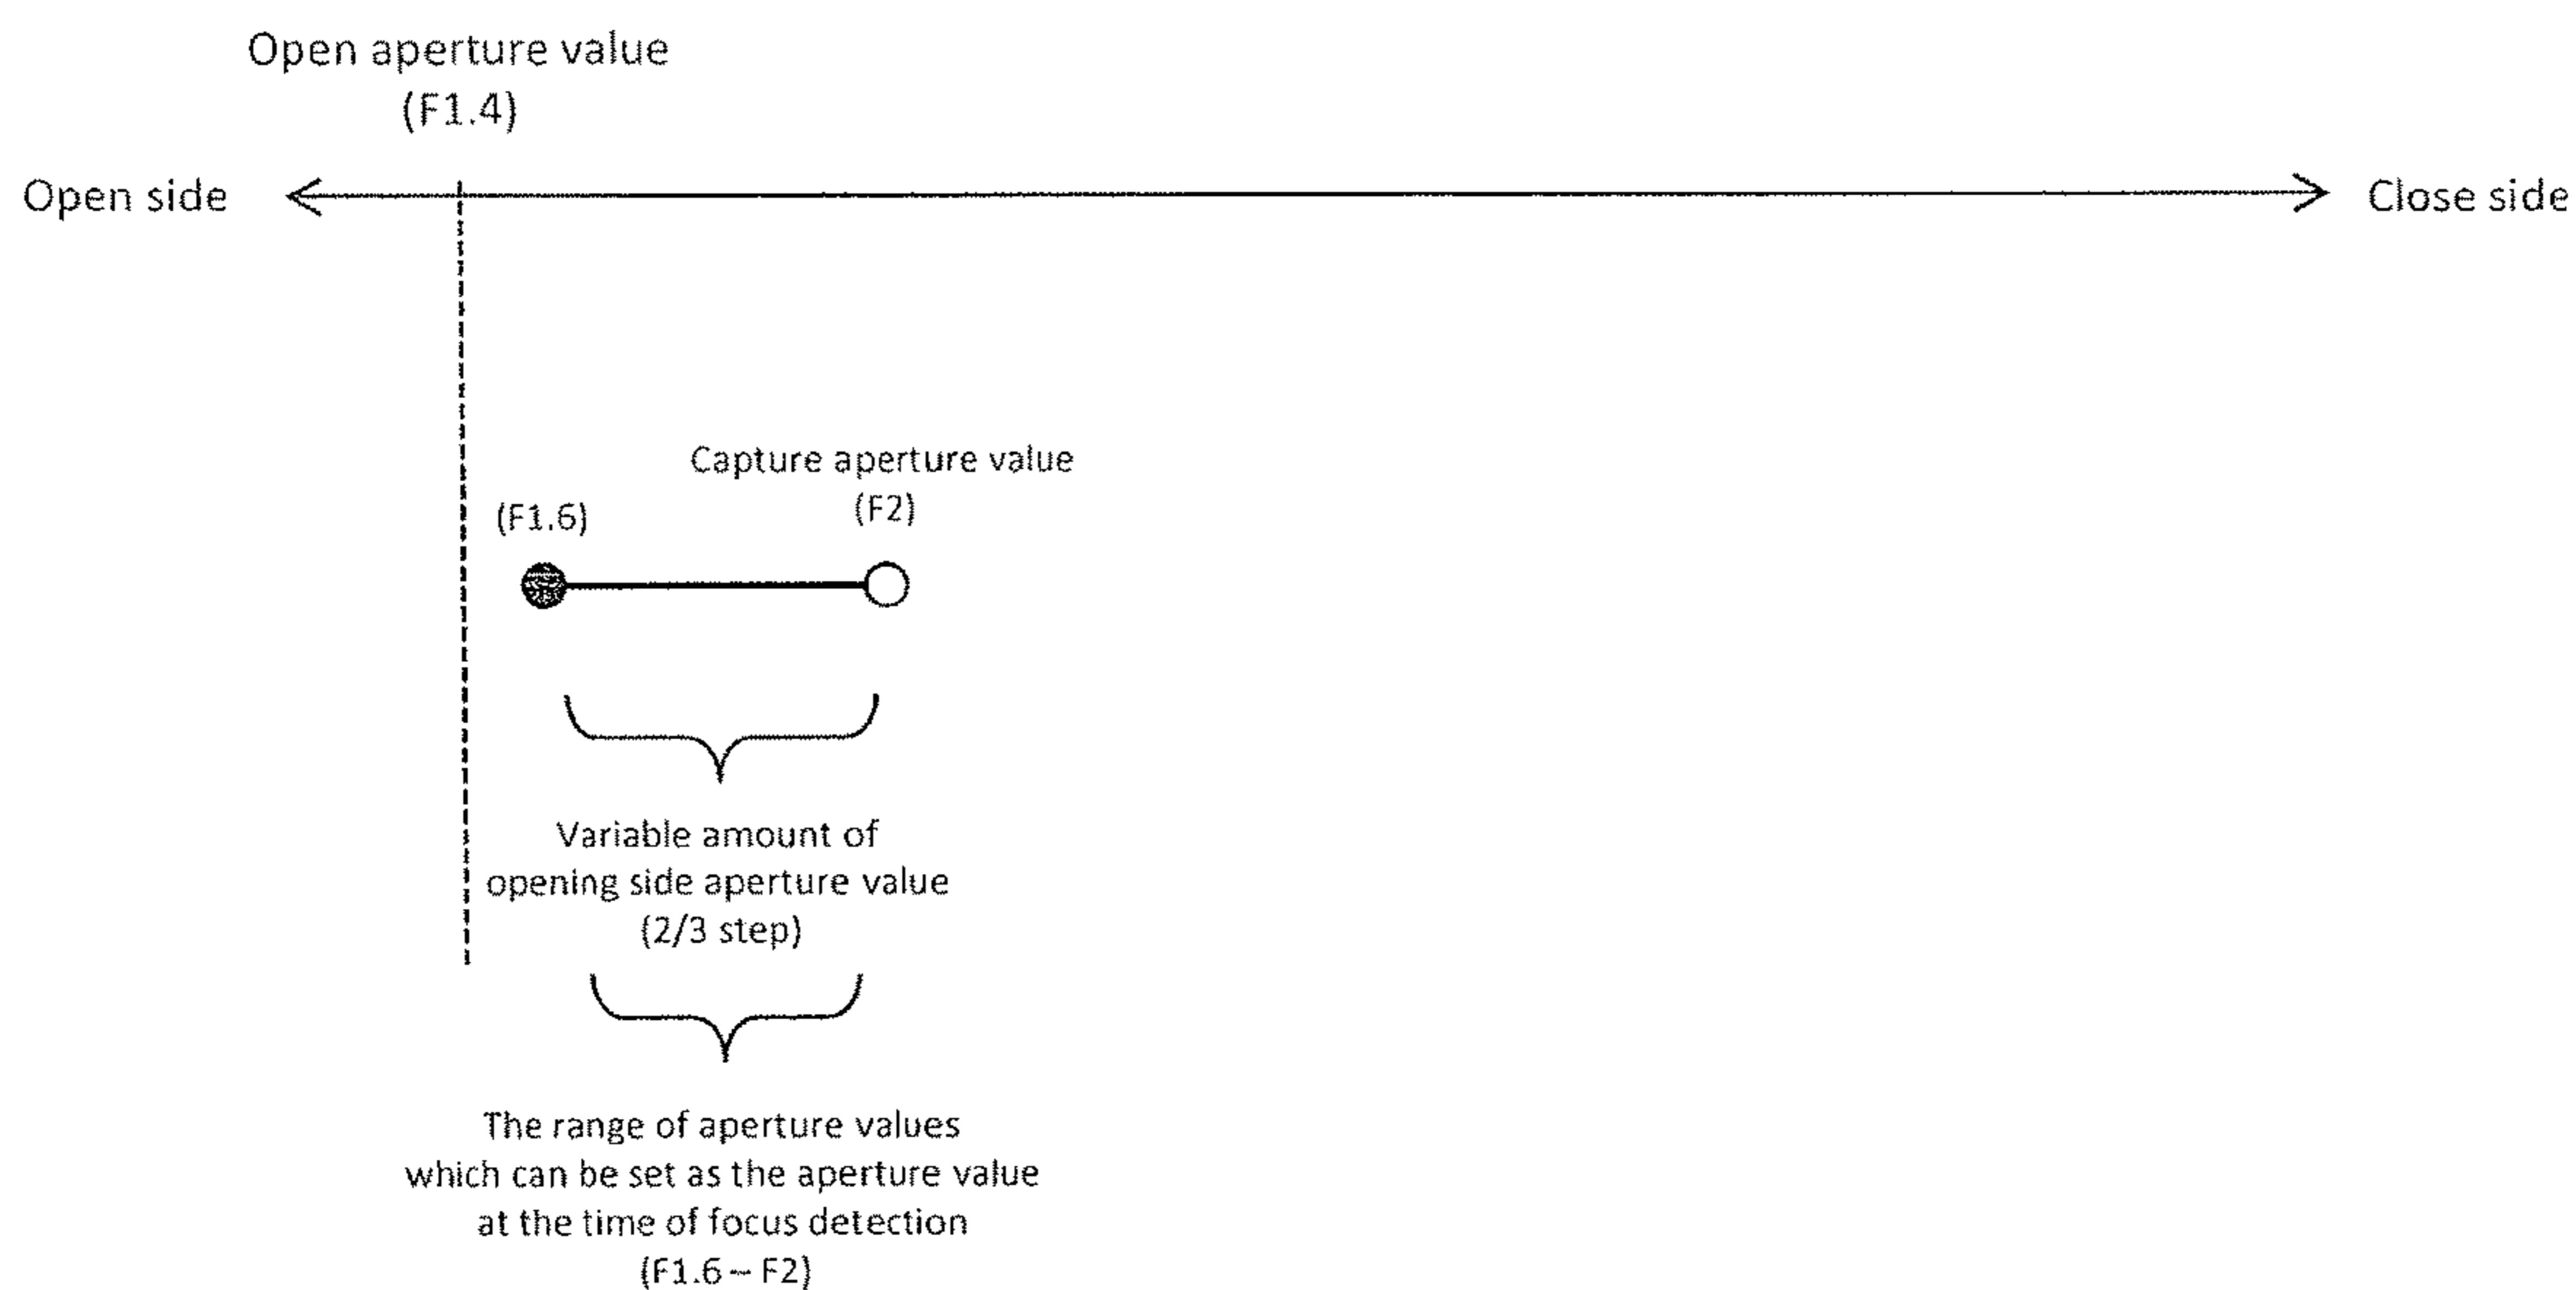 Open aperture value
(F1.4)
Open side
Close side
Capture aperture value
(F2)
(F1.6)
Variable amount of
opening side aperture value
(2/3 step)
The range of aperture values
which can be set as the aperture value
at the time of focus detection
(F1.6 – F2)